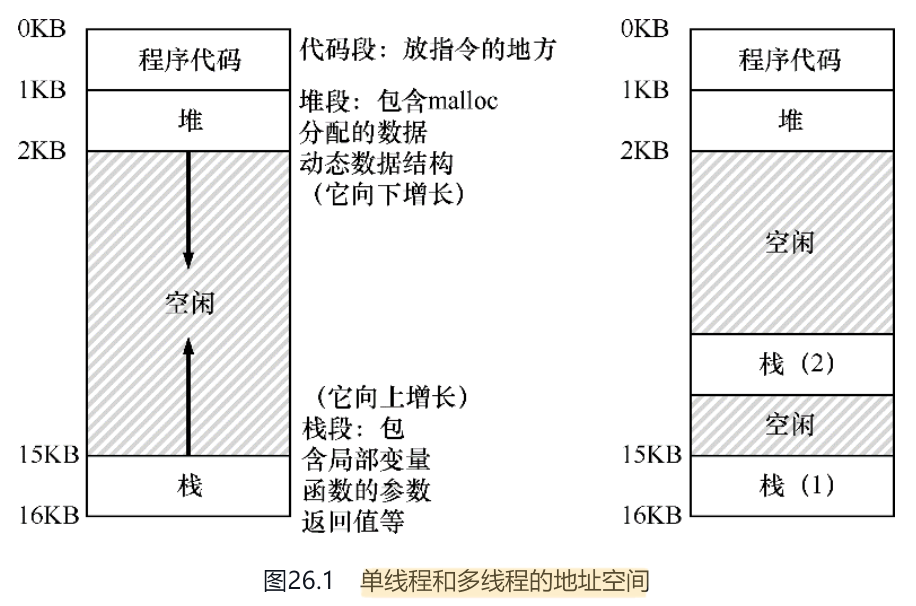 0KB
程序代码
代码段：放指令的地方
1KB
堆
堆段：包含malloc
分配的数据
动态数据结构
（它向下增长）
2KB
空闲
（它向上增长）
栈段：包
含局部变量
函数的参数
返回值等
15KB
栈
16KB
0KB
程序代码
1KB
堆
2KB
空闲
栈（2）
空闲
15KB
栈（1）
16KB
图26.1 单线程和多线程的地址空间